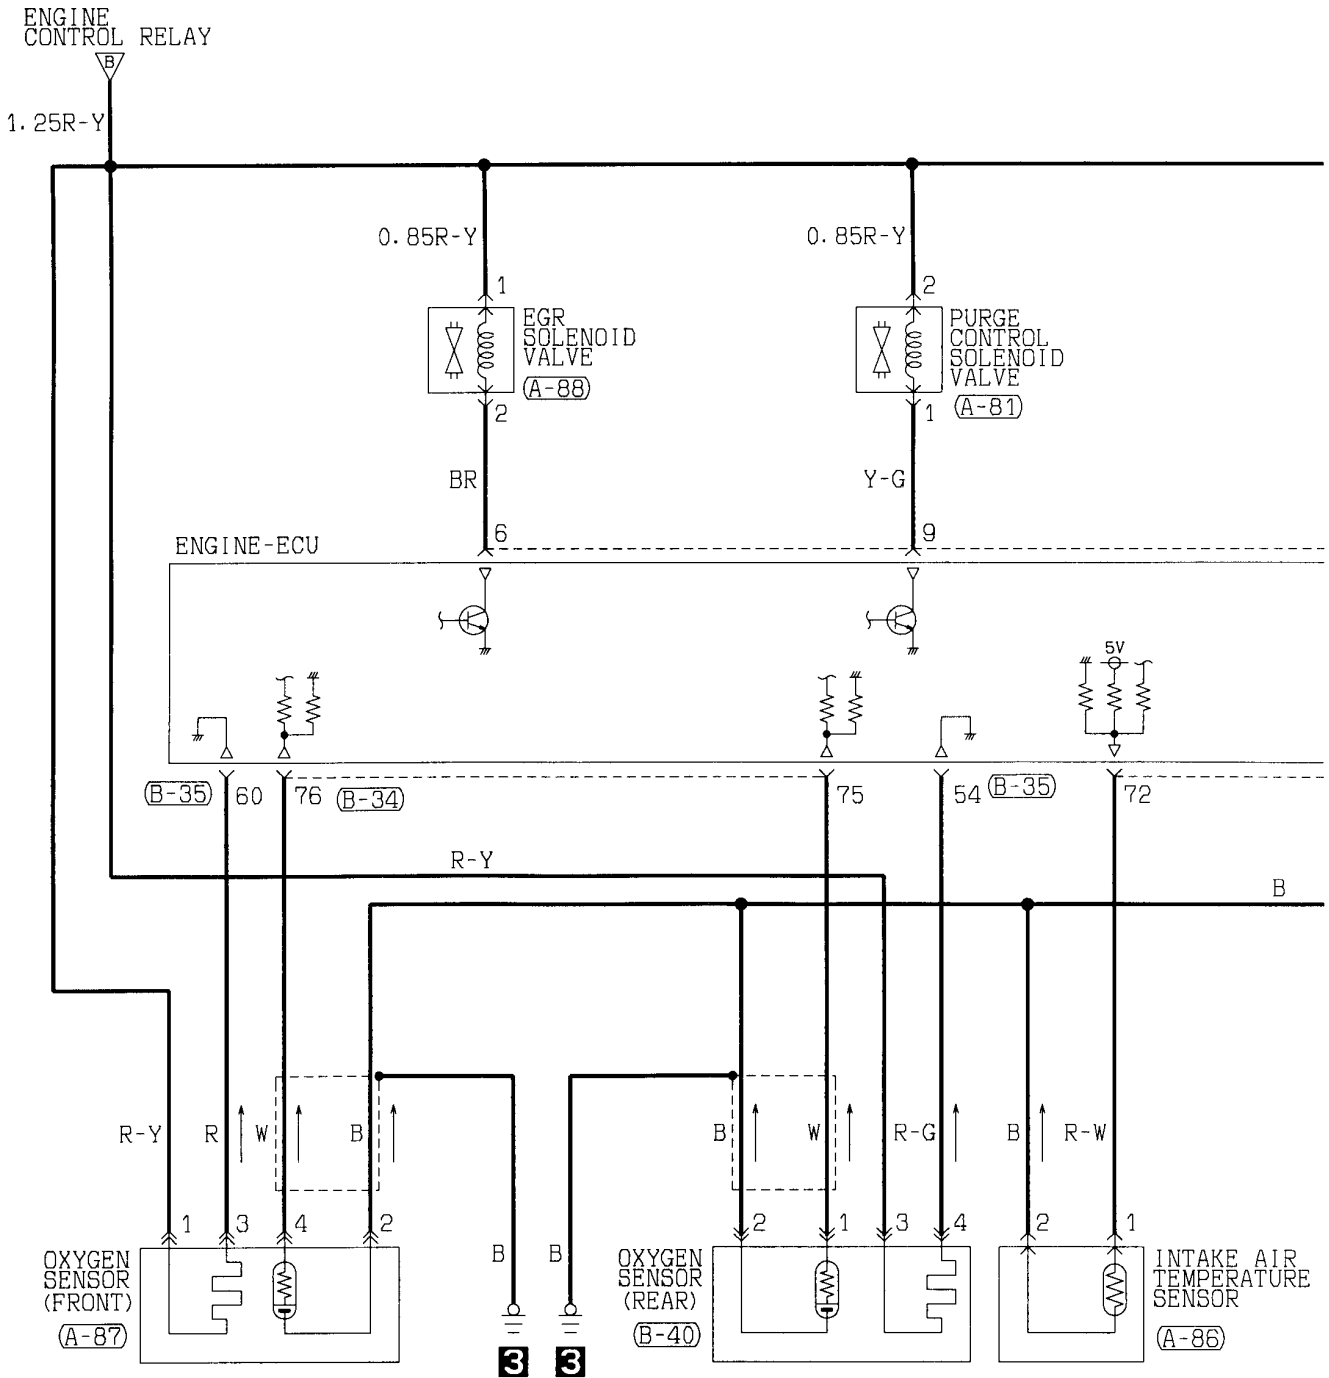 ENGINE
CONTROL RELAY
B
1.25R-Y
0.85R-Y
0.85R-Y
1
2
EGR
SOLENOID
VALVE
(A-88)
PURGE
CONTROL
SOLENOID
VALVE
(A-81)
2
1
BR
Y-G
6
9
ENGINE-ECU
5V
(B-35)
60
76
(B-34)
75
54
(B-35)
72
R-Y
B
R-Y
R
W
B
B
W
R-G
B
R-W
1
3
4
2
2
1
3
4
2
1
OXYGEN
SENSOR
(FRONT)
(A-87)
B
B
OXYGEN
SENSOR
(REAR)
(B-40)
INTAKE AIR
TEMPERATURE
SENSOR
(A-86)
3
3